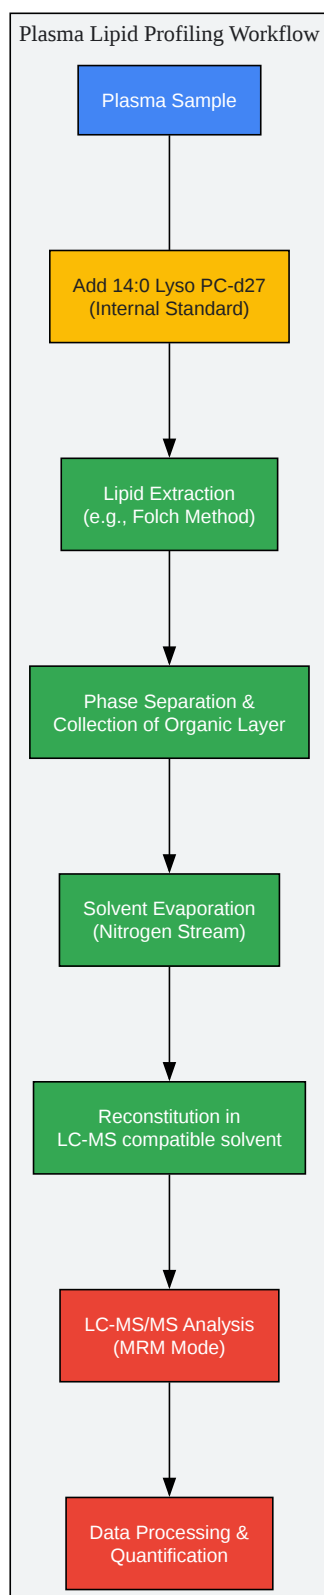 Plasma Lipid Profiling Workflow
Plasma Sample
Add 14:0 Lyso PC-d27
(Internal Standard)
Lipid Extraction
(e.g., Folch Method)
Phase Separation &
Collection of Organic Layer
Solvent Evaporation
(Nitrogen Stream)
Reconstitution in
LC-MS compatible solvent
LC-MS/MS Analysis
(MRM Mode)
Data Processing &
Quantification